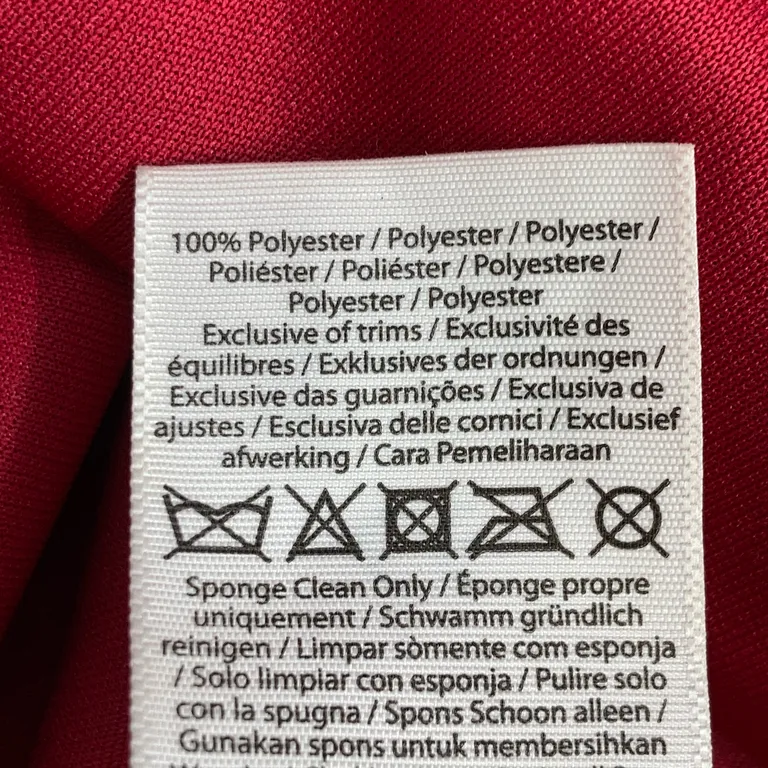 100% Polyester / Polyester / Polyester /
Poliéster / Poliéster / Polyestere /
Polyester / Polyester
Exclusive of trims / Exclusivité des
équilibres / Exklusives der ordnungen /
Exclusive das guarnições / Exclusiva de
ajustes / Esclusiva delle cornici / Exclusief
afwerking / Cara Pemeliharaan
Sponge Clean Only / Éponge propre
uniquement / Schwamm gründlich
reinigen / Limpar sòmente com esponja
/ Solo limpiar con esponja / Pulire solo
con la spugna / Spons Schoon alleen /
Gunakan spons untuk membersihkan